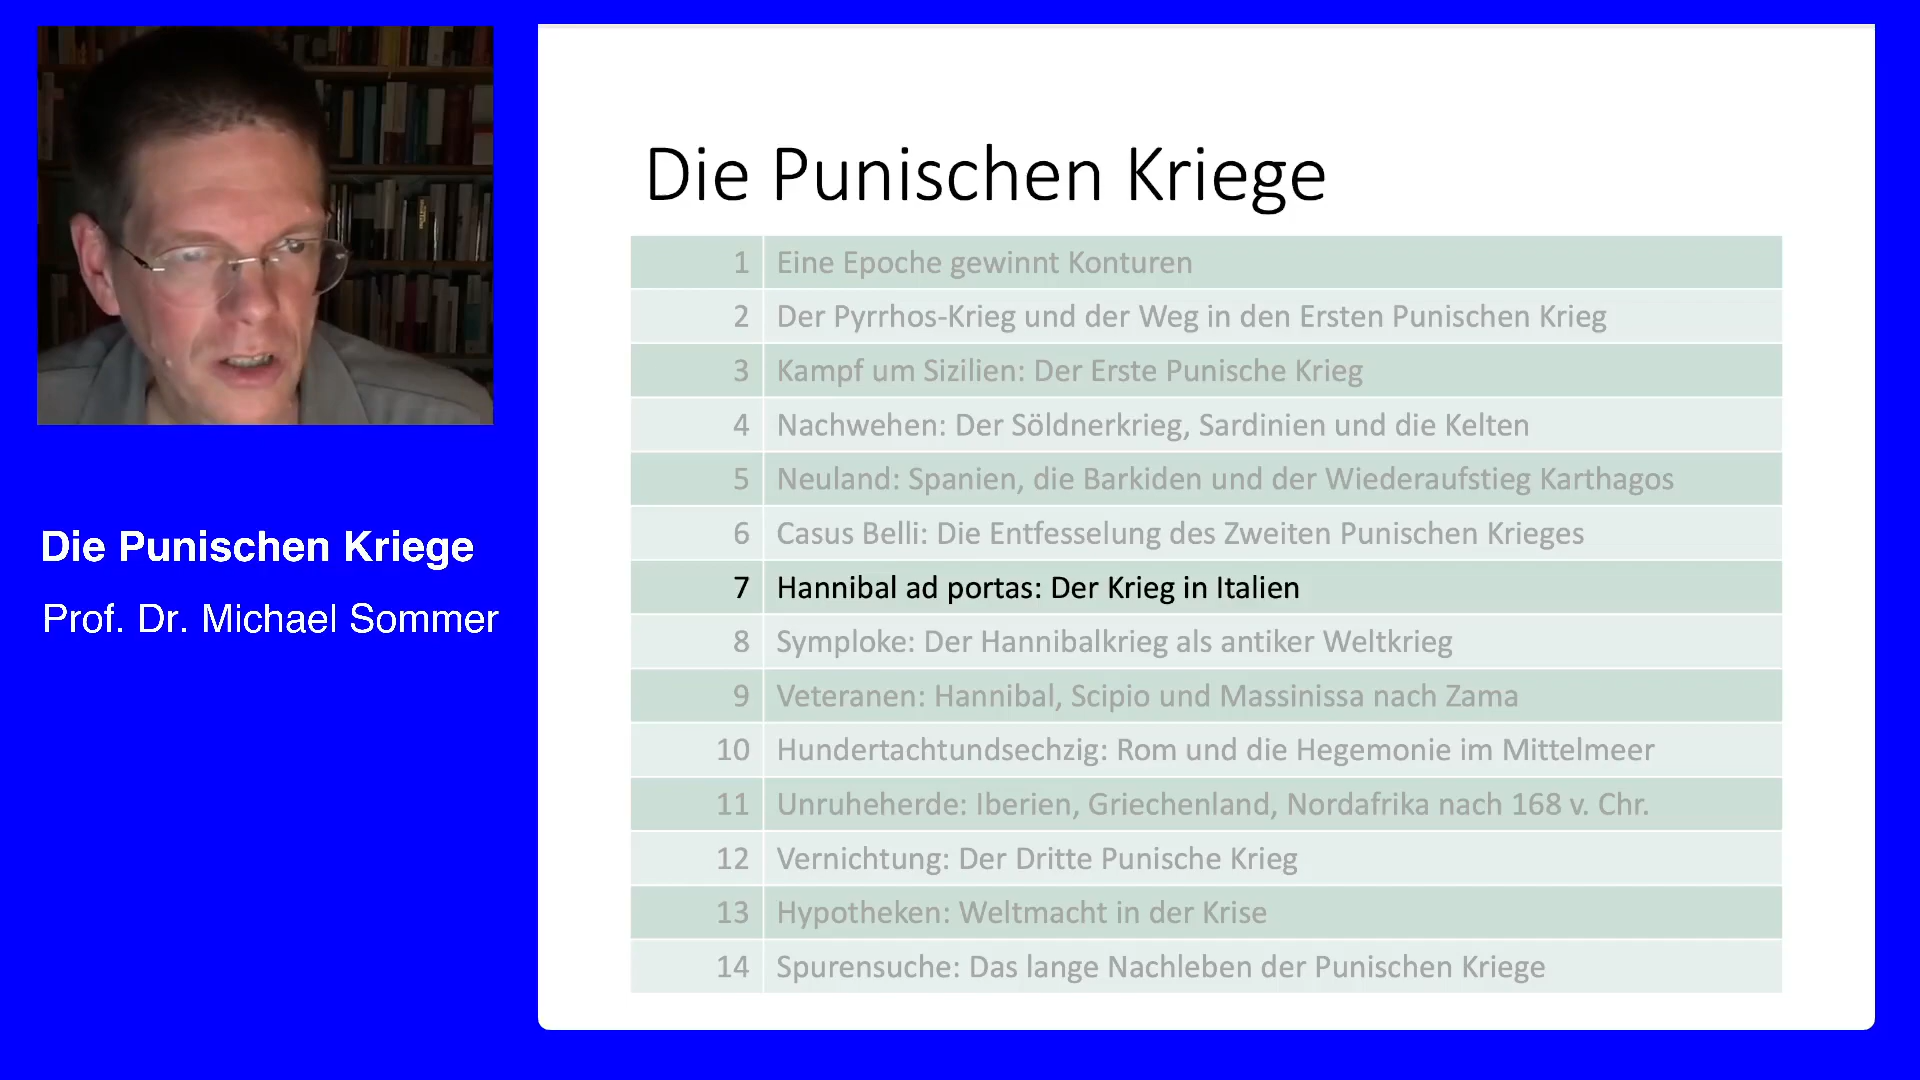 Die Punischen Kriege
Prof. Dr. Michael Sommer
Die Punischen Kriege
1 Eine Epoche gewinnt Konturen
2 Der Pyrrhos-Krieg und der Weg in den Ersten Punischen Krieg
3 Kampf um Sizilien: Der Erste Punische Krieg
4 Nachwehen: Der Söldnerkrieg, Sardinien und die Kelten
5 Neuland: Spanien, die Barkiden und der Wiederaufstieg Karthagos
6 Casus Belli: Die Entfesselung des Zweiten Punischen Krieges
7 Hannibal ad portas: Der Krieg in Italien
8 Symploke: Der Hannibalkrieg als antiker Weltkrieg
9 Veteranen: Hannibal, Scipio und Massinissa nach Zama
10 Hundertachtundsechzig: Rom und die Hegemonie im Mittelmeer
11 Unruheherde: Iberien, Griechenland, Nordafrika nach 168 v. Chr.
12 Vernichtung: Der Dritte Punische Krieg
13 Hypotheken: Weltmacht in der Krise
14 Spurensuche: Das lange Nachleben der Punischen Kriege